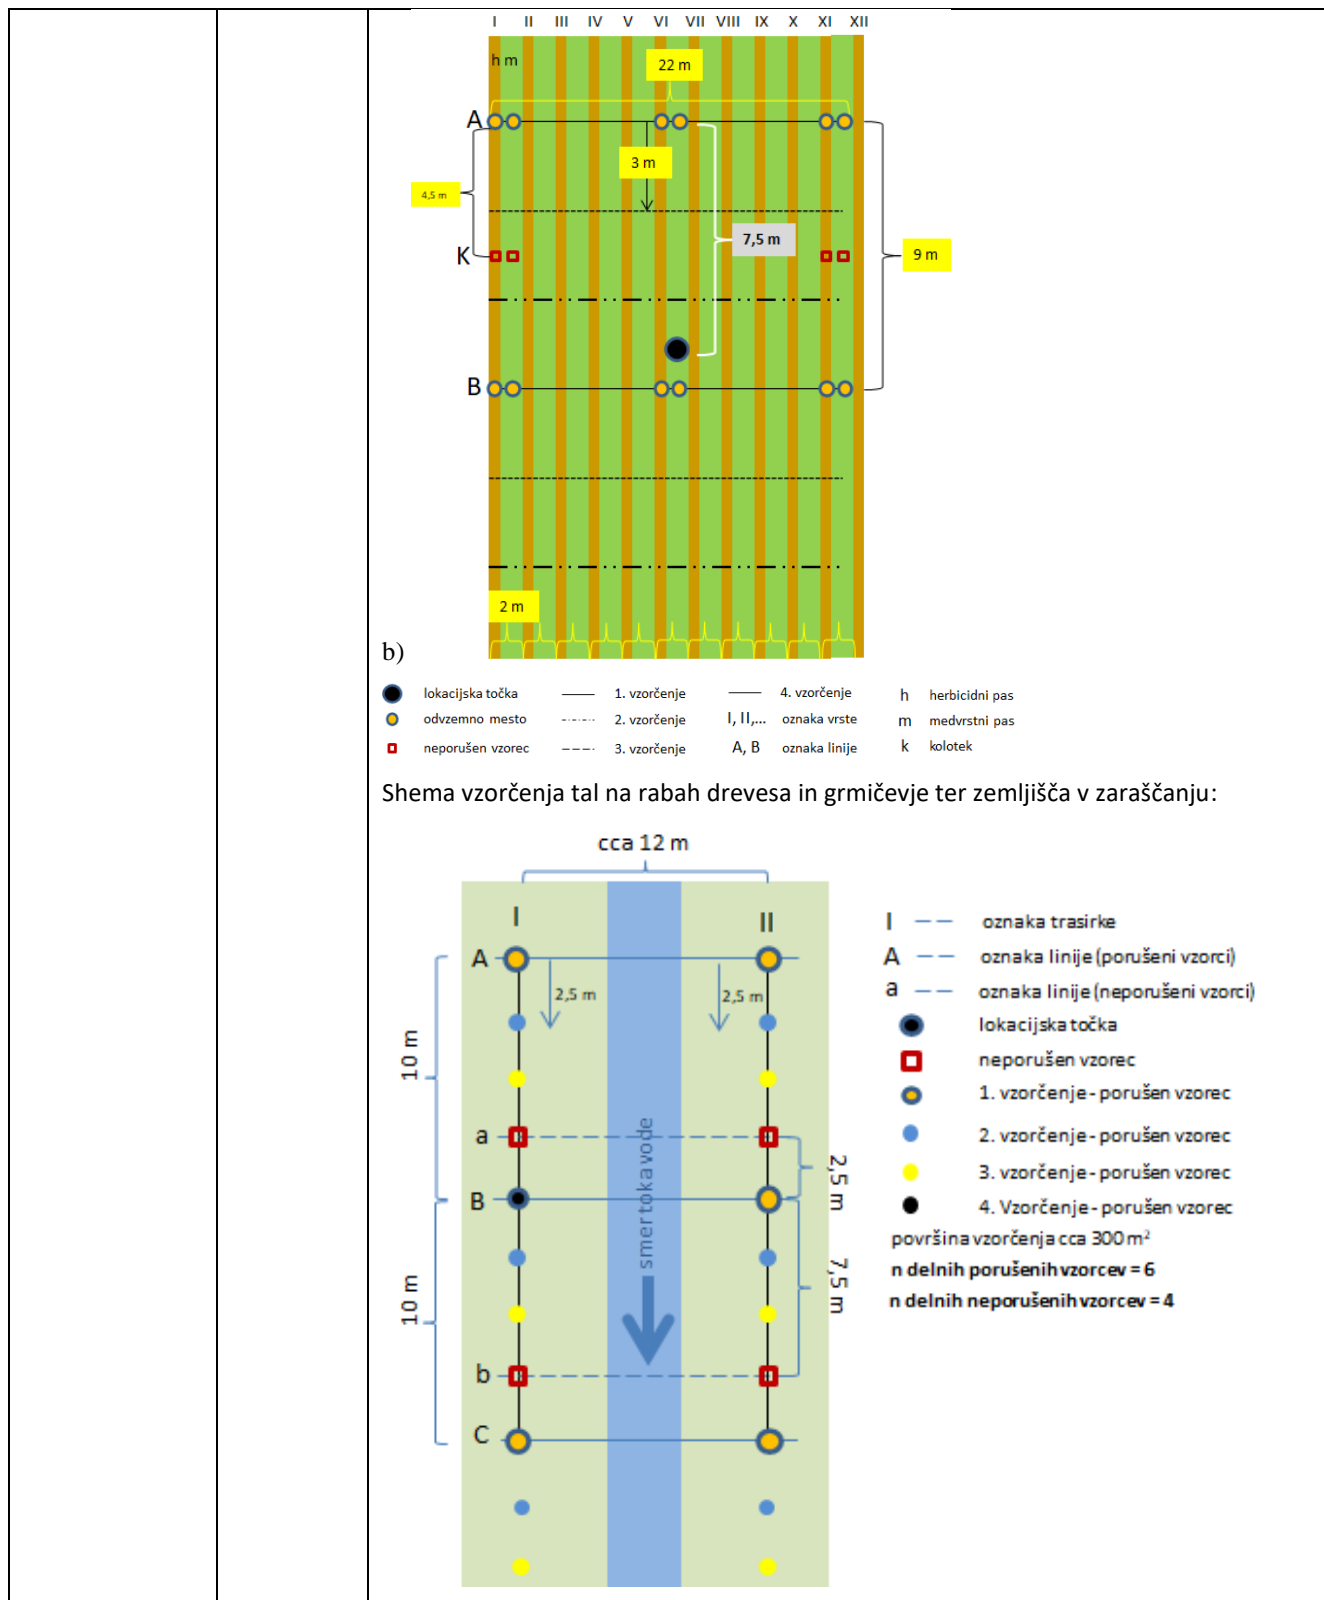 I II III IV V VI VII VIII IX X XI XII
h m
22 m
A
3 m
4,5 m
7,5 m
K
9 m
B
2 m
b)
lokacijska točka 1. vzorčenje 4. vzorčenje h herbicidni pas
odvzemno mesto 2. vzorčenje I, II,... oznaka vrste m medvrstni pas
neporušen vzorec 3. vzorčenje A, B oznaka linije k kolotek
Shema vzorčenja tal na rabah drevesa in grmičevje ter zemljišča v zaraščanju:
cca 12 m
I II
A
2,5 m 2,5 m
10 m
a
2,5 m
smer toka vode
B
7,5 m
10 m
b
C
I oznaka trasirke
A oznaka linije (porušeni vzorci)
a oznaka linije (neporušeni vzorci)
lokacijska točka
neporušen vzorec
1. vzorčenje - porušen vzorec
2. vzorčenje - porušen vzorec
3. vzorčenje - porušen vzorec
4. Vzorčenje - porušen vzorec
površina vzorčenja cca 300 m²
n delnih porušenih vzorcev = 6
n delnih neporušenih vzorcev = 4